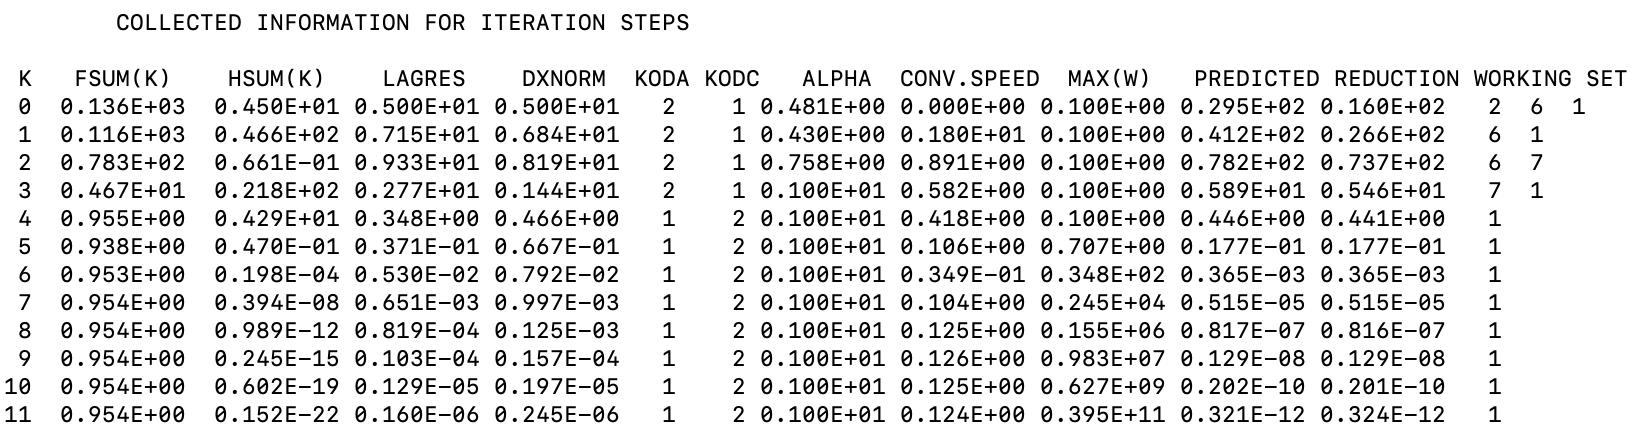 COLLECTED INFORMATION FOR ITERATION STEPS
K FSUM(K) HSUM(K) LAGRES DXNORM KODA KODC ALPHA CONV.SPEED MAX(W) PREDICTED REDUCTION WORKING SET
0 0.136E+03 0.450E+01 0.500E+01 0.500E+01 2 1 0.481E+00 0.000E+00 0.100E+00 0.295E+02 0.160E+02 2 6 1
1 0.116E+03 0.466E+02 0.715E+01 0.684E+01 2 1 0.430E+00 0.180E+01 0.100E+00 0.412E+02 0.266E+02 6 1
2 0.783E+02 0.661E-01 0.933E+01 0.819E+01 2 1 0.758E+00 0.891E+00 0.100E+00 0.782E+02 0.737E+02 6 7
3 0.467E+01 0.218E+02 0.277E+01 0.144E+01 2 1 0.100E+01 0.582E+00 0.100E+00 0.589E+01 0.546E+01 7 1
4 0.955E+00 0.429E+01 0.348E+00 0.466E+00 1 2 0.100E+01 0.418E+00 0.100E+00 0.446E+00 0.441E+00 1
5 0.938E+00 0.470E-01 0.371E-01 0.667E-01 1 2 0.100E+01 0.106E+00 0.707E+00 0.177E-01 0.177E-01 1
6 0.953E+00 0.198E-04 0.530E-02 0.792E-02 1 2 0.100E+01 0.349E-01 0.348E+02 0.365E-03 0.365E-03 1
7 0.954E+00 0.394E-08 0.651E-03 0.997E-03 1 2 0.100E+01 0.104E+00 0.245E+04 0.515E-05 0.515E-05 1
8 0.954E+00 0.989E-12 0.819E-04 0.125E-03 1 2 0.100E+01 0.125E+00 0.155E+06 0.817E-07 0.816E-07 1
9 0.954E+00 0.245E-15 0.103E-04 0.157E-04 1 2 0.100E+01 0.126E+00 0.983E+07 0.129E-08 0.129E-08 1
10 0.954E+00 0.602E-19 0.129E-05 0.197E-05 1 2 0.100E+01 0.125E+00 0.627E+09 0.202E-10 0.201E-10 1
11 0.954E+00 0.152E-22 0.160E-06 0.245E-06 1 2 0.100E+01 0.124E+00 0.395E+11 0.321E-12 0.324E-12 1